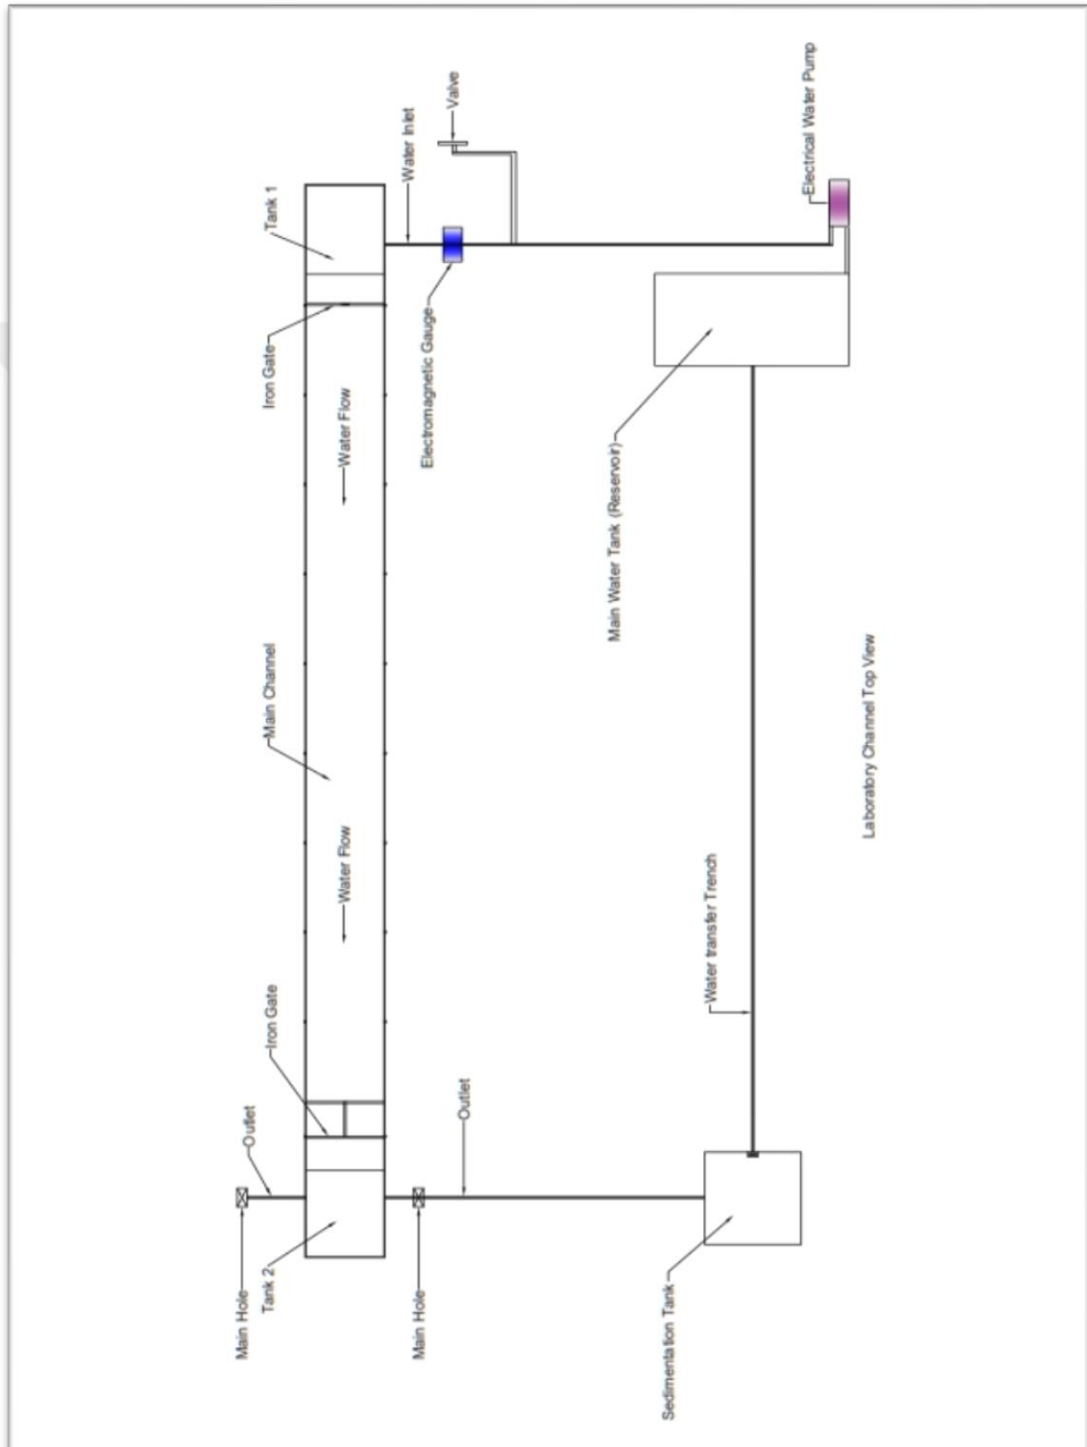 Main Hole
Outlet
Tank 2
Iron Gate
Main Channel
Iron Gate
Tank 1
Water Flow
Water Flow
Main Hole
Outlet
Electromagnetic Gauge
Water Inlet
Valve
Main Water Tank (Reservoir)
Sedimentation Tank
Water transfer Trench
Electrical Water Pump
Laboratory Channel Top View